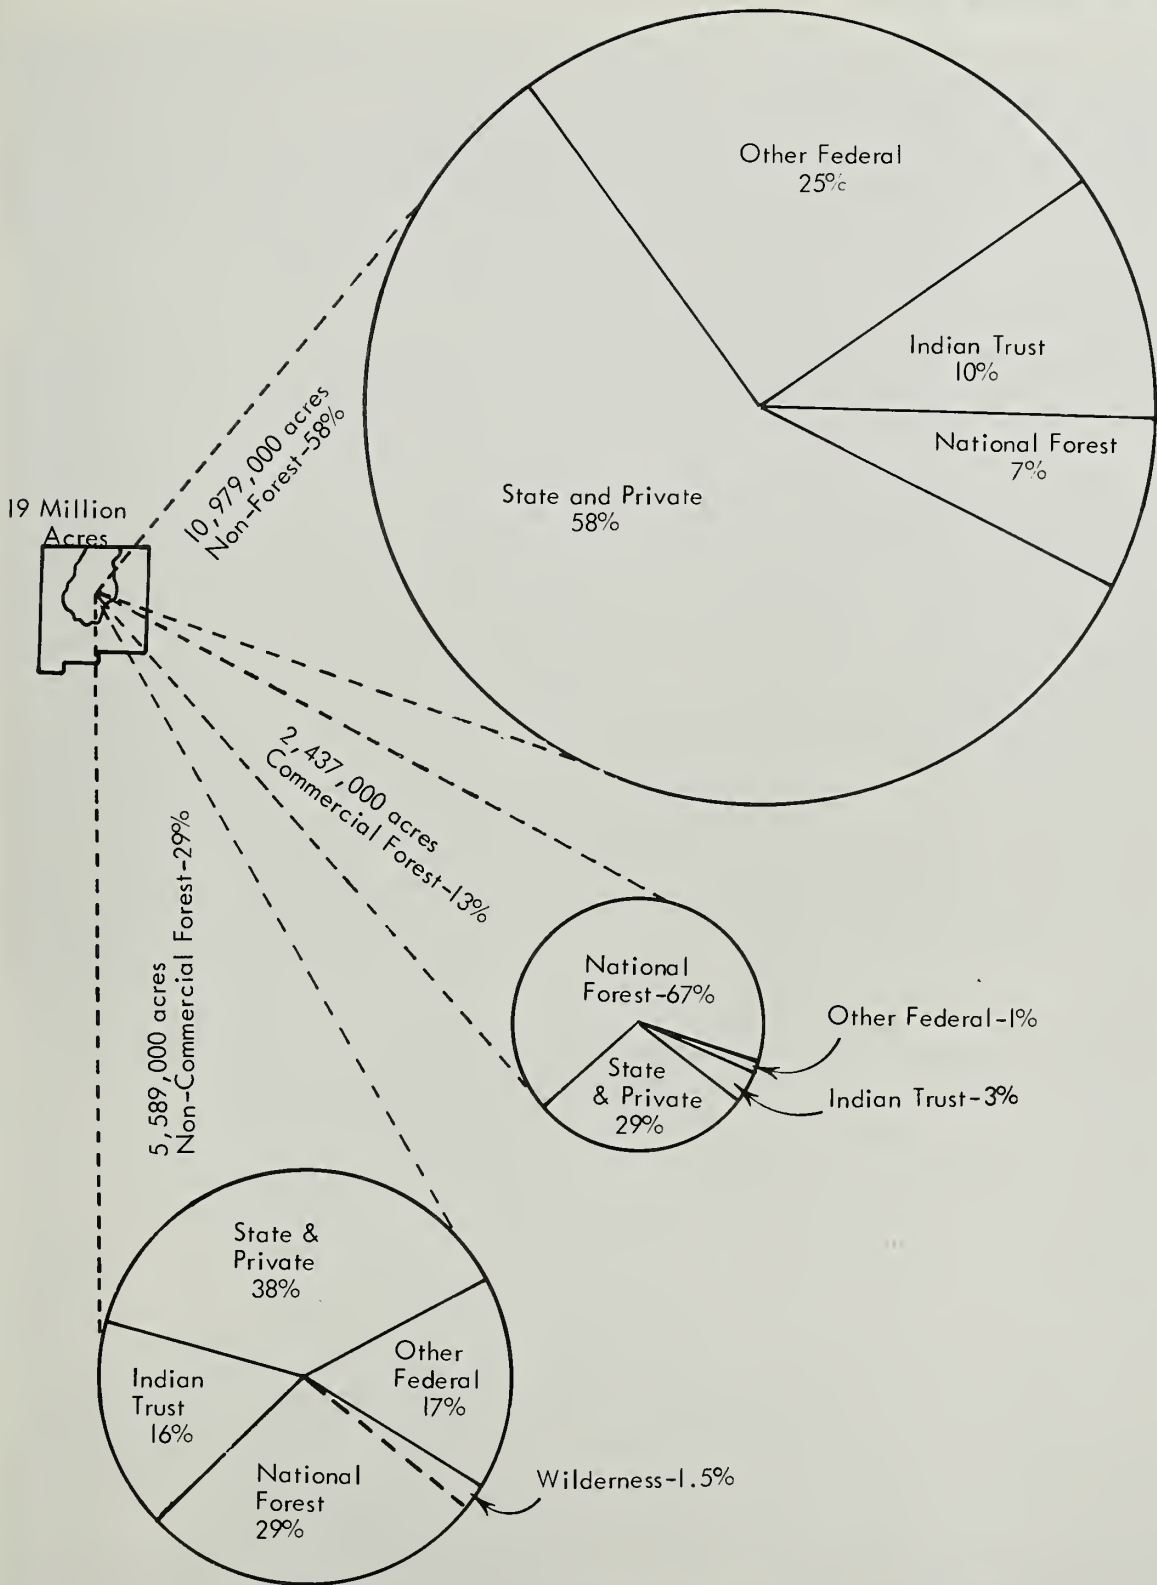 Other Federal
25%
Indian Trust
10%
National Forest
7%
State and Private
58%
10,979,000 acres
Non-Forest-58%
19 Million
Acres
2,437,000 acres
Commercial Forest-13%
5,589,000 acres
Non-Commercial Forest-29%
National
Forest-67%
Other Federal-1%
State
& Private
29%
Indian Trust-3%
State &
Private
38%
Other
Federal
17%
Indian
Trust
16%
National
Forest
29%
Wilderness-1.5%